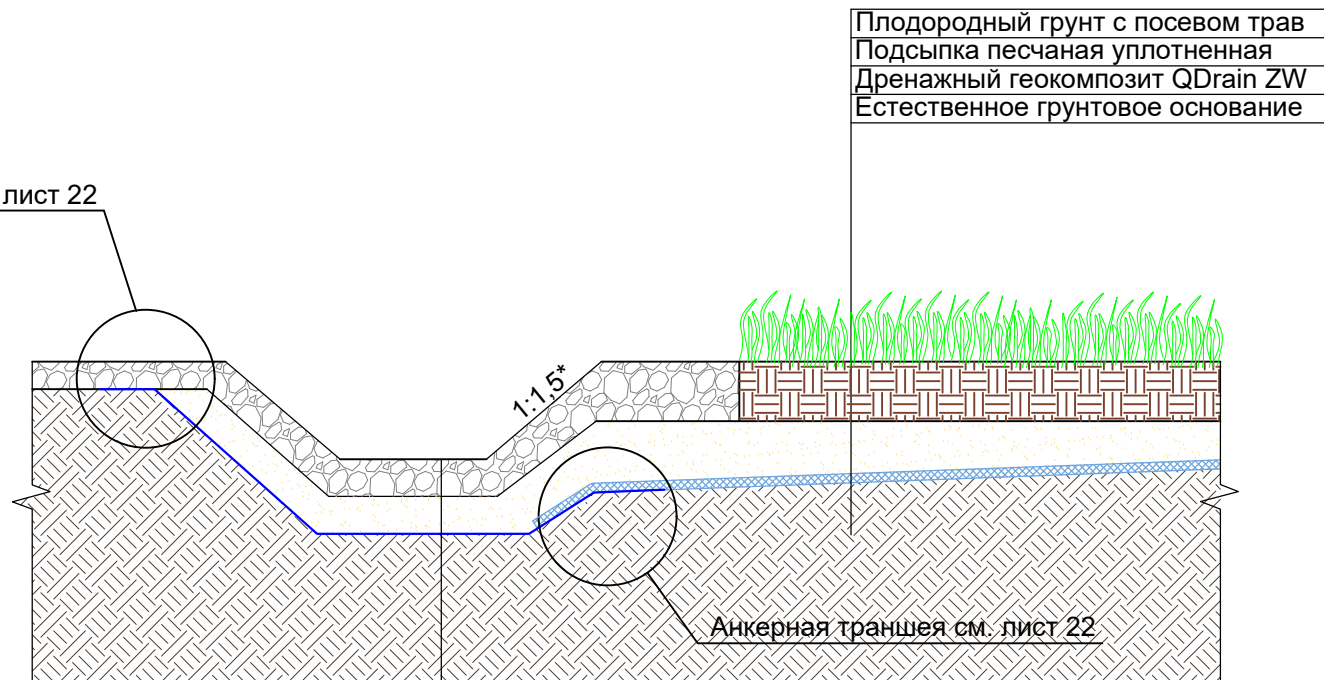 Плодородный грунт с посевом трав
Подсыпка песчаная уплотненная
Дренажный геокомпозит QDrain ZW
Естественное грунтовое основание
лист 22
1:1,5*
Анкерная траншея см. лист 22